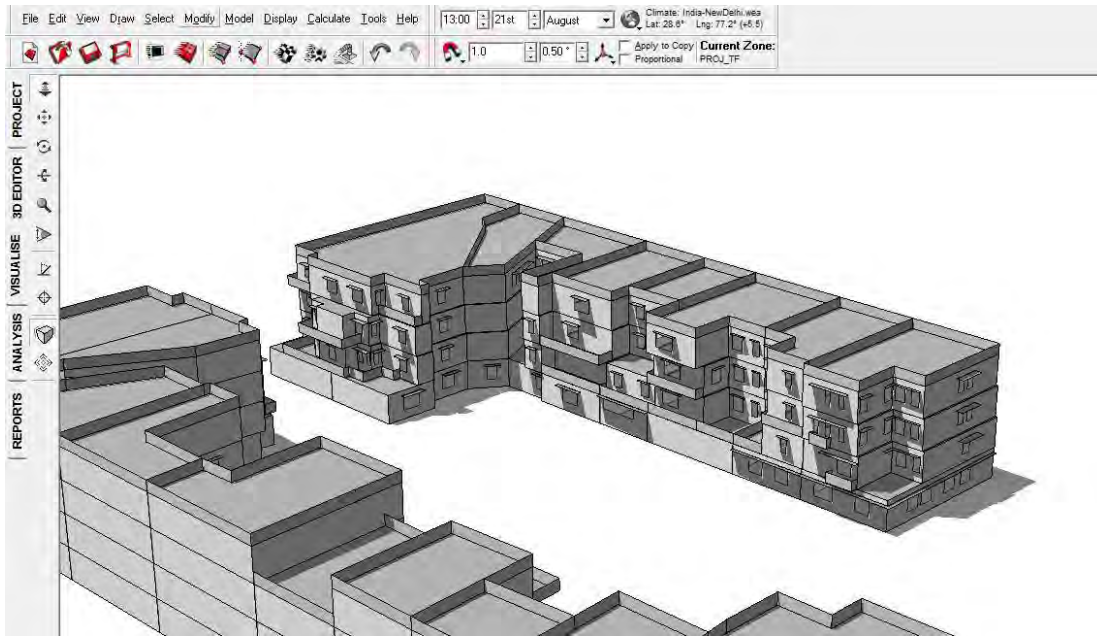 File Edit View Draw Select Modify Model Display Calculate Tools Help
13:00 21st August
Climate: India-NewDelhi.wea
Lat: 28.6° Lng: 77.2° (+5.5)
1.0 0.50 °
Apply to Copy
Proportional
Current Zone:
PROJ_TF
PROJECT
3D EDITOR
VISUALISE
ANALYSIS
REPORTS